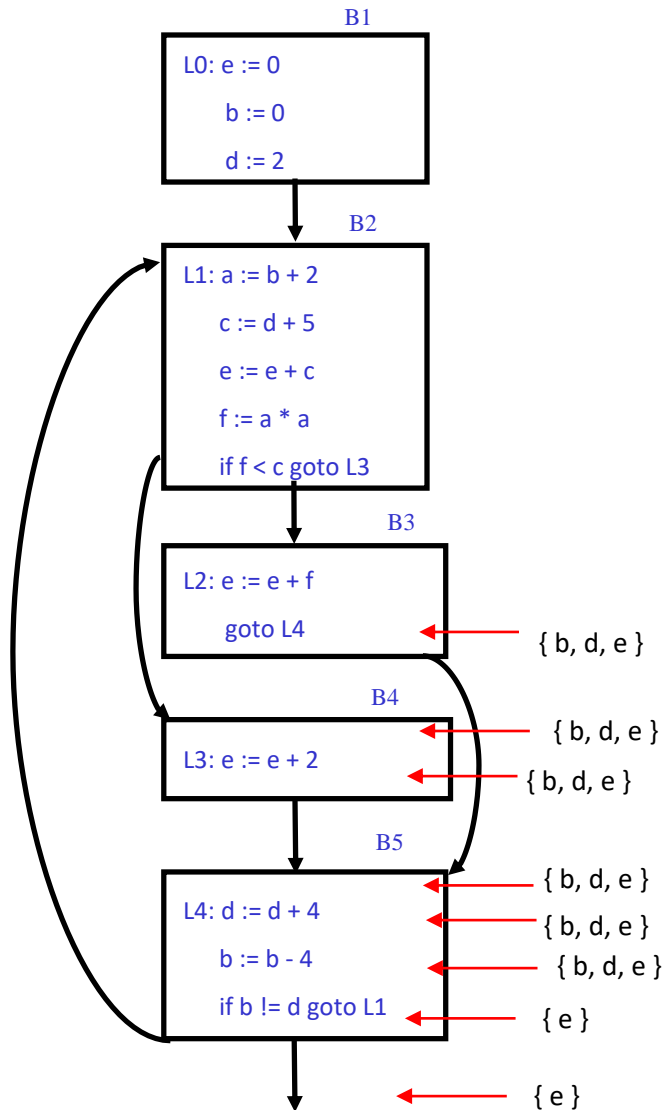 B1
L0: e := 0
b := 0
d := 2
B2
L1: a := b + 2
c := d + 5
e := e + c
f := a * a
if f < c goto L3
B3
L2: e := e + f
goto L4
{ b, d, e }
B4
{ b, d, e }
L3: e := e + 2
{ b, d, e }
B5
{ b, d, e }
L4: d := d + 4
{ b, d, e }
b := b - 4
{ b, d, e }
if b != d goto L1
{ e }
{ e }